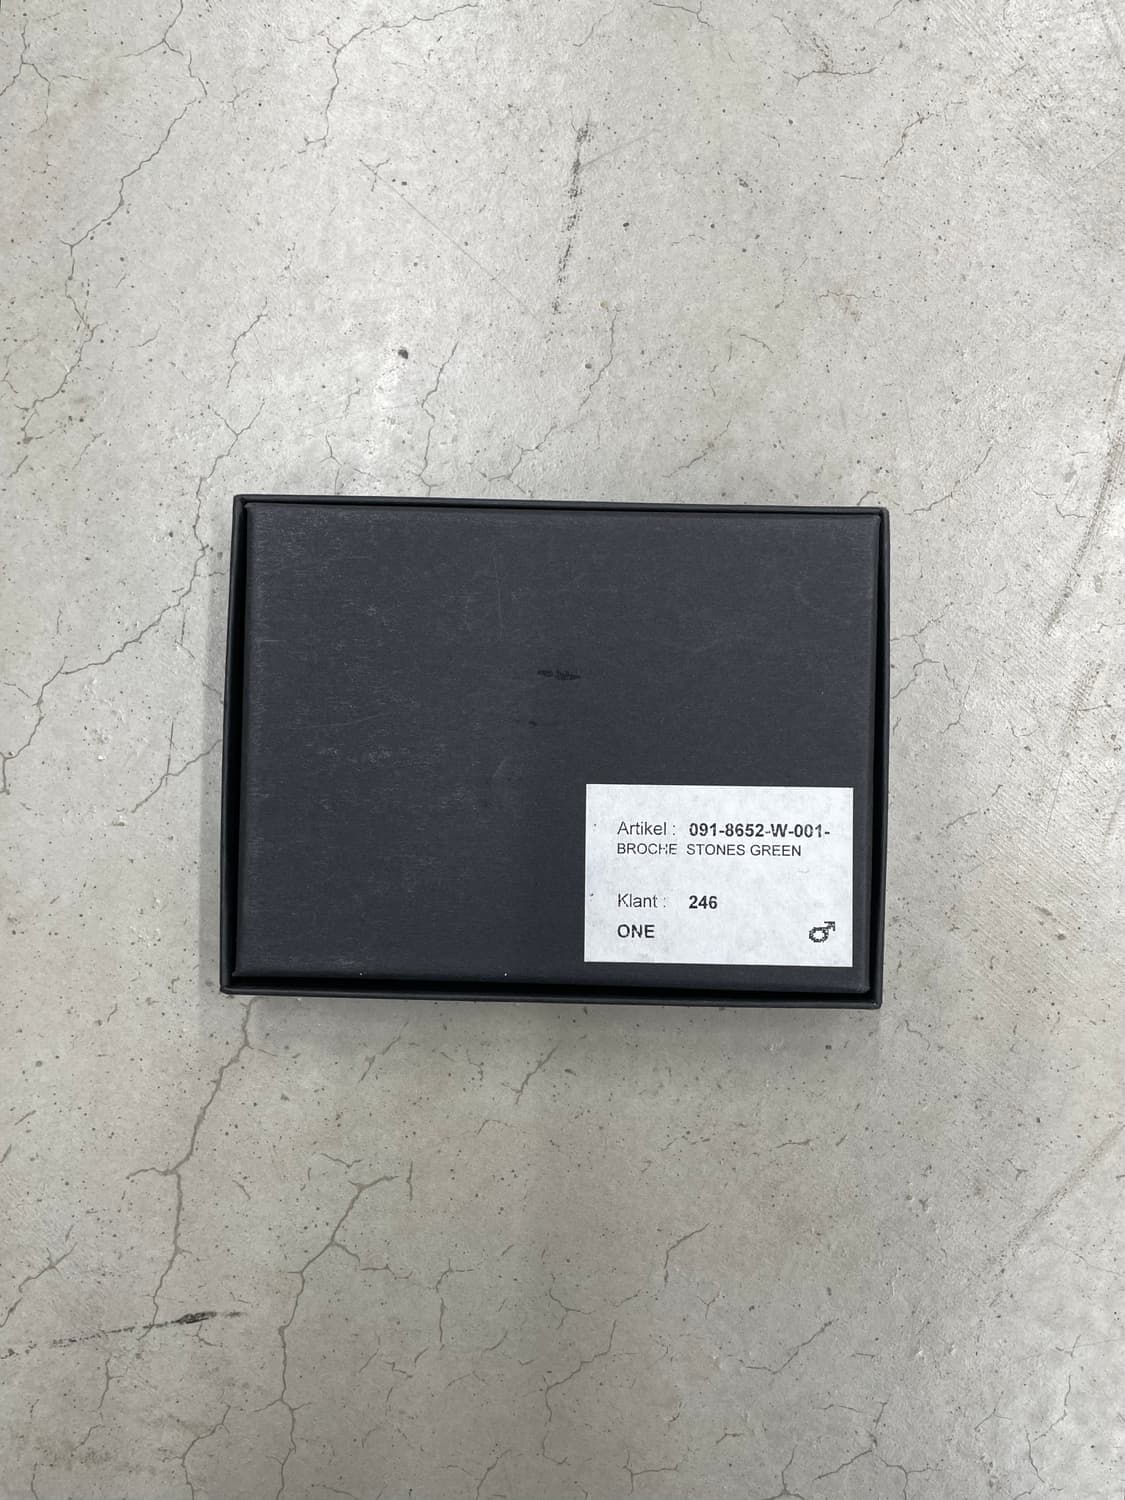 Artikel : 091-8652-W-001-
BROCHE STONES GREEN
Klant : 246
ONE